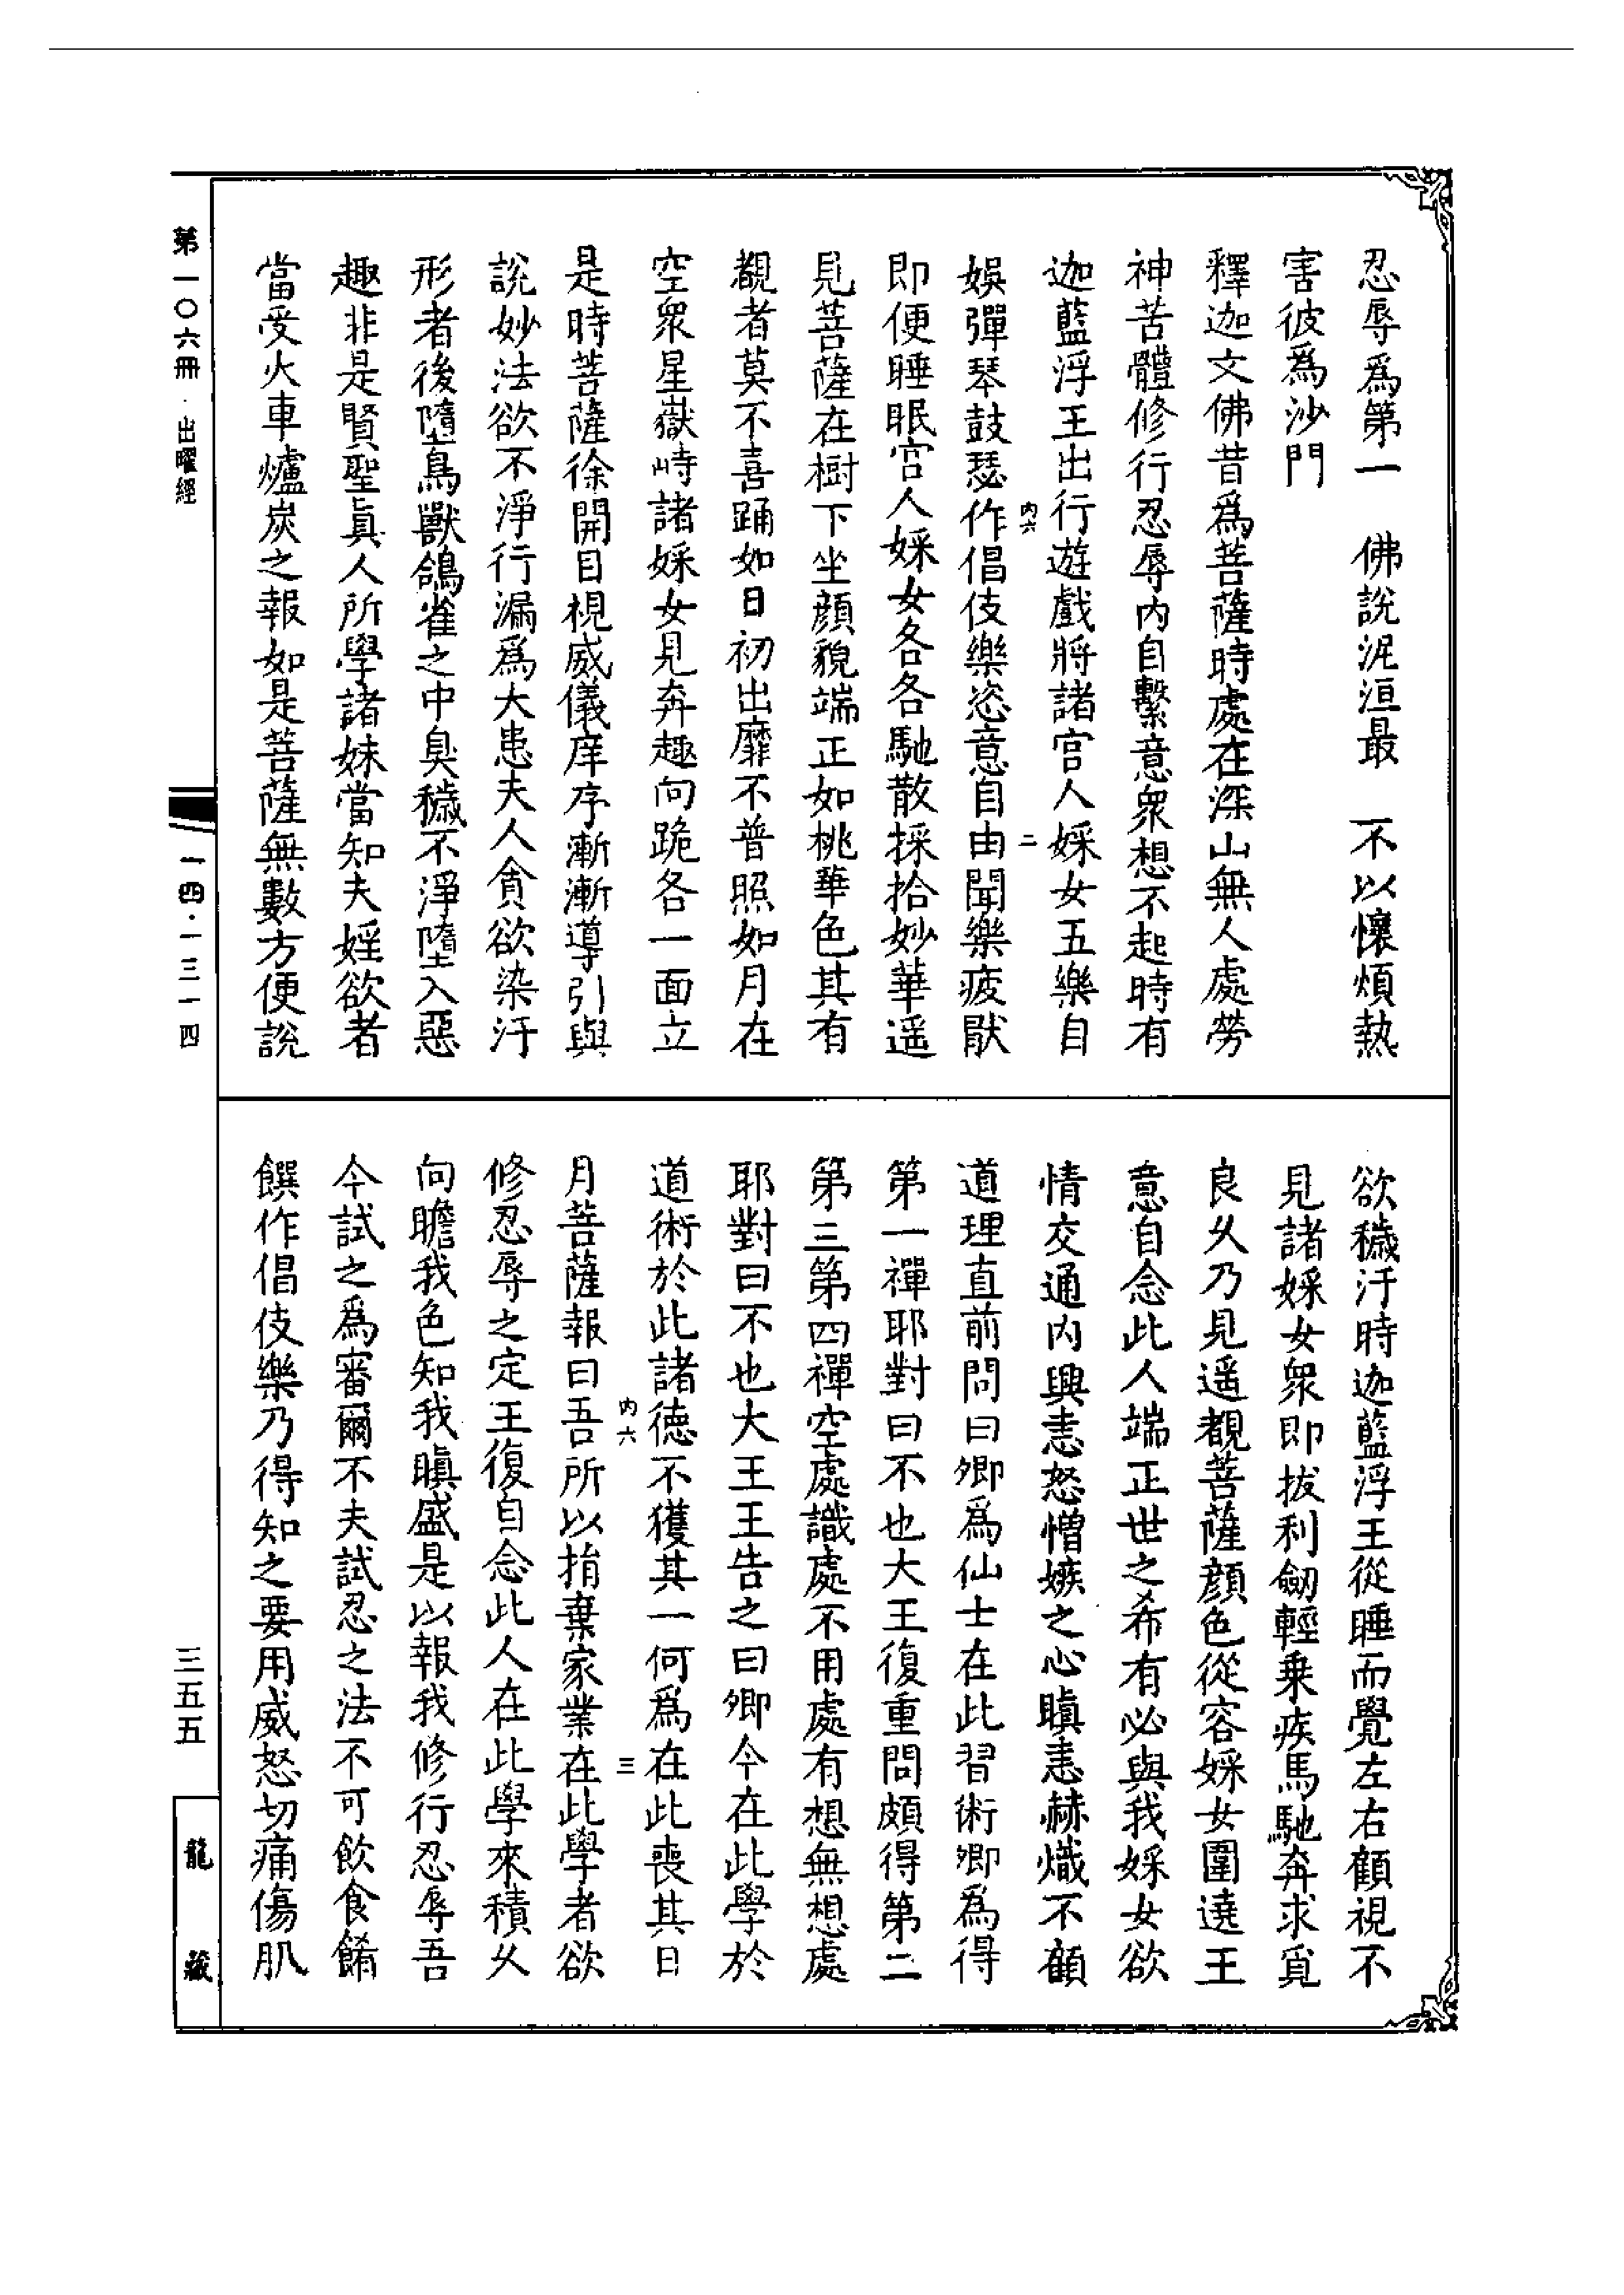 忍辱爲第一　佛說泥洹最　不以懷煩熱
害彼爲沙門
釋迦文佛昔爲菩薩時處在深山無人處勞
神苦體修行忍辱內自繫意衆想不起時有
迦藍浮王出行遊戲將諸宮人婇女五樂自
內六
二
娛彈琴鼓瑟作倡伎樂恣意自由聞樂疲厭
即便睡眠宮人婇女各各馳散採拾妙華遥
見菩薩在樹下坐顏貌端正如桃華色其有
覩者莫不喜踊如日初出靡不普照如月在
空衆星嶽峙諸婇女見奔趣向跪各一面立
是時菩薩徐開目視威儀庠序漸漸導引與
說妙法欲不淨行漏爲大患夫人貪欲染汙
形者後墮鳥獸鴿雀之中臭穢不淨墮入惡
趣非是賢聖眞人所學諸妹當知夫婬欲者
當受火車爐炭之報如是菩薩無數方便說
欲穢汙時迦藍浮王從睡而覺左右顧視不
見諸婇女衆即拔利劒輕乗疾馬馳奔求覓
良乆乃見遥覩菩薩顏色從容婇女圍遶王
意自念此人端正世之希有必與我婇女欲
情交通內興恚怒憎嫉之心瞋恚赫熾不顧
道理直前問曰卿爲仙士在此習術卿爲得
第一禪耶對曰不也大王復重問頗得第二
第三第四禪空處識處不用處有想無想處
耶對曰不也大王王告之曰卿今在此學於
道術於此諸德不獲其一何爲在此喪其日
內六
三
月菩薩報曰吾所以捐棄家業在此學者欲
修忍辱之定王復自念此人在此學來積乆
向瞻我色知我瞋盛是以報我修行忍辱吾
今試之爲審爾不夫試忍之法不可飲食餚
饌作倡伎樂乃得知之要用威怒切痛傷肌
第一〇六冊·出曜經
一四·一三一四
三五五
龍藏